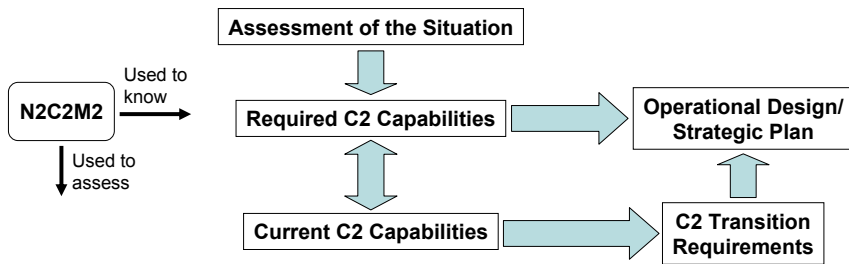 Assessment of the Situation
Used to
know
N2C2M2
Required C2 Capabilities
Operational Design/
Strategic Plan
Used to
assess
Current C2 Capabilities
C2 Transition
Requirements